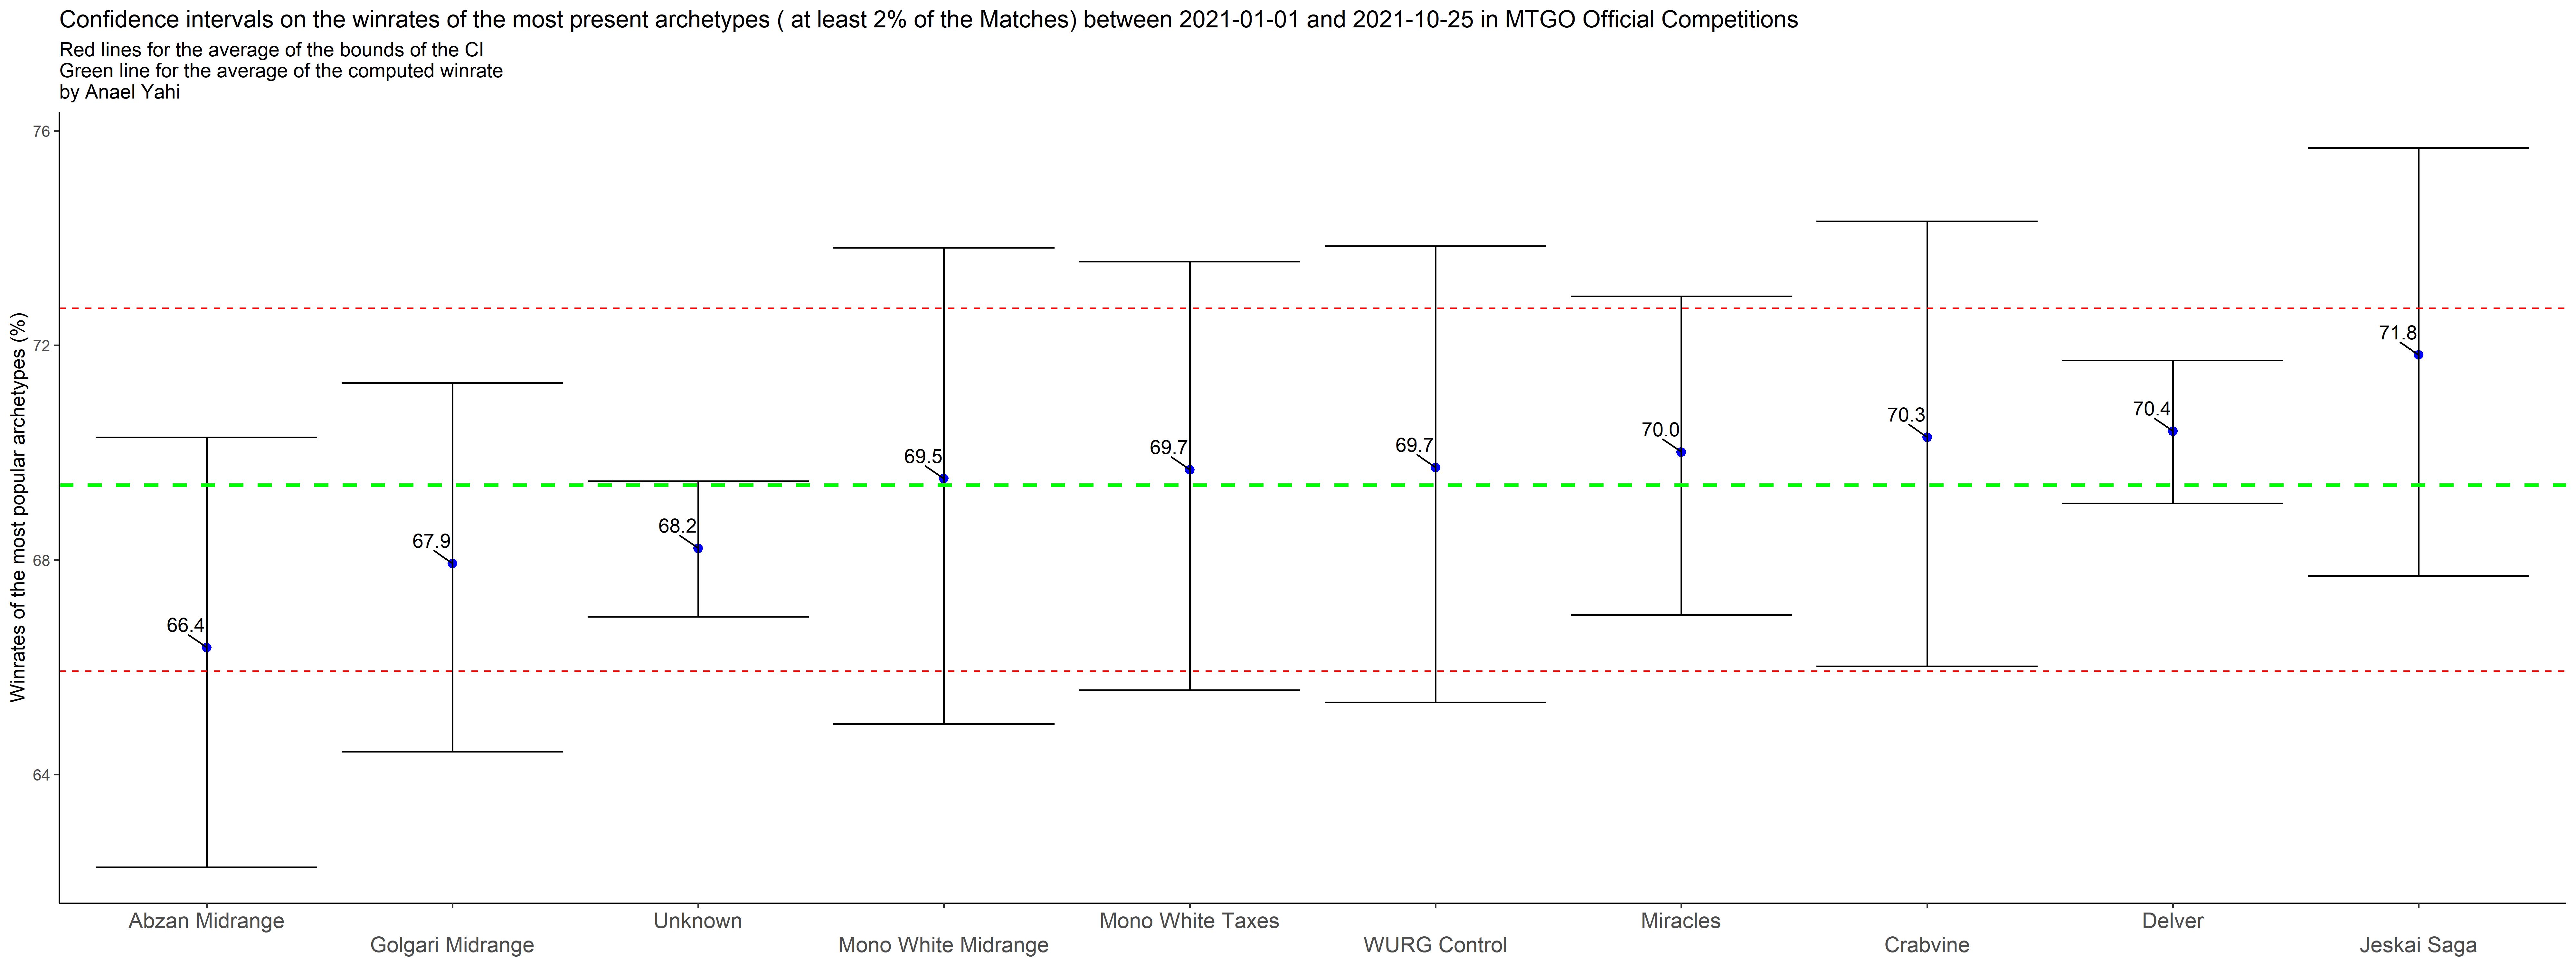 Confidence intervals on the winrates of the most present archetypes ( at least 2% of the Matches) between 2021-01-01 and 2021-10-25 in MTGO Official Competitions
Red lines for the average of the bounds of the CI
Green line for the average of the computed winrate
by Anael Yahi
Winrates of the most popular archetypes (%)
76
72
68
64
66.4
67.9
68.2
69.5
69.7
69.7
70.0
70.3
70.4
71.8
Abzan Midrange
Golgari Midrange
Unknown
Mono White Midrange
Mono White Taxes
WURG Control
Miracles
Crabvine
Delver
Jeskai Saga